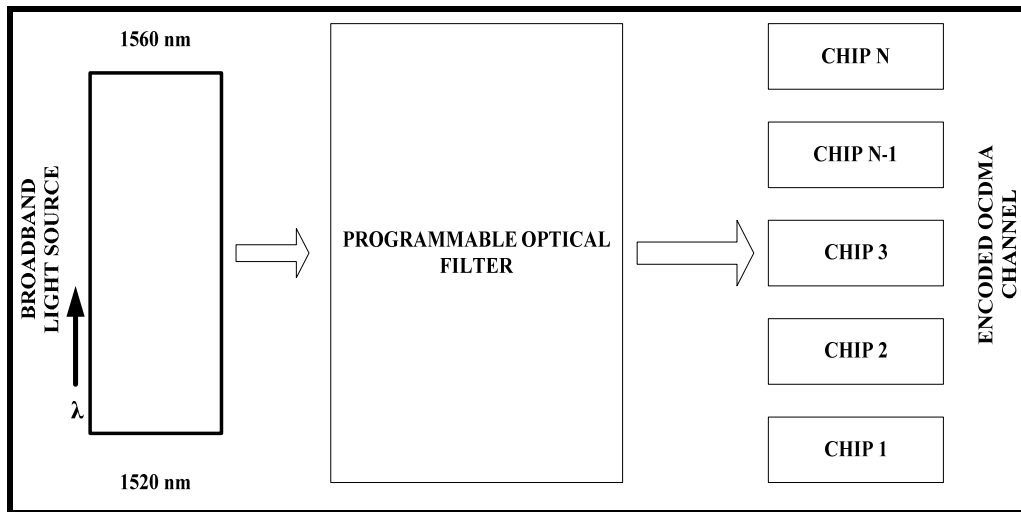 1560 nm
BROADBAND
LIGHT SOURCE
λ
1520 nm
PROGRAMMABLE OPTICAL
FILTER
CHIP N
CHIP N-1
CHIP 3
CHIP 2
CHIP 1
ENCODED OCDMA
CHANNEL